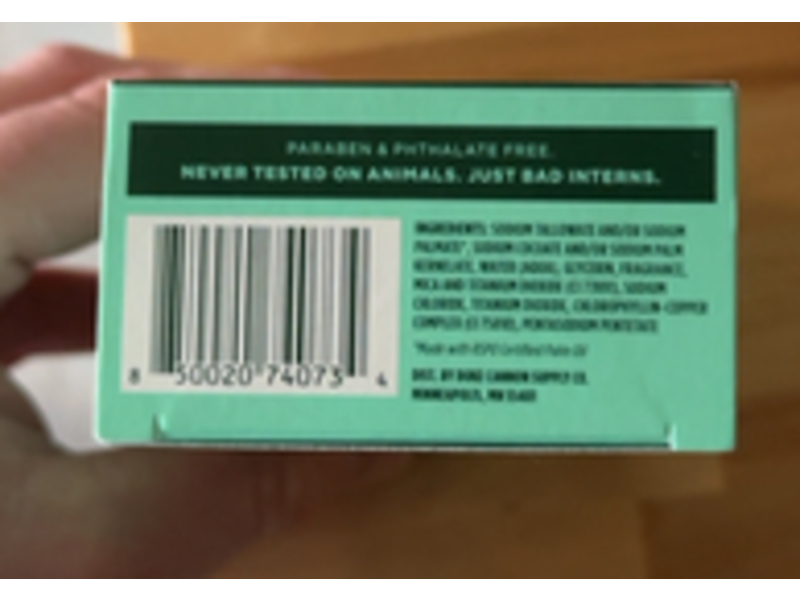 PARABEN & PHTHALATE FREE.
NEVER TESTED ON ANIMALS. JUST BAD INTERNS.
INGREDIENTS: SODIUM TALLOWATE AND/OR SODIUM
PALMATE*, SODIUM COCOATE AND/OR SODIUM PALM
KERNELATE, WATER (AQUA), GLYCERIN, FRAGRANCE,
MICA AND TITANIUM DIOXIDE (CI 77891), SODIUM
CHLORIDE, TITANIUM DIOXIDE, CHLOROPHYLLIN-COPPER
COMPLEX (CI 75810), PENTASODIUM PENTETATE
*Made with RSPO Certified Palm Oil
DIST. BY DUKE CANNON SUPPLY CO.
MINNEAPOLIS, MN 55401
8 50020 74073 4